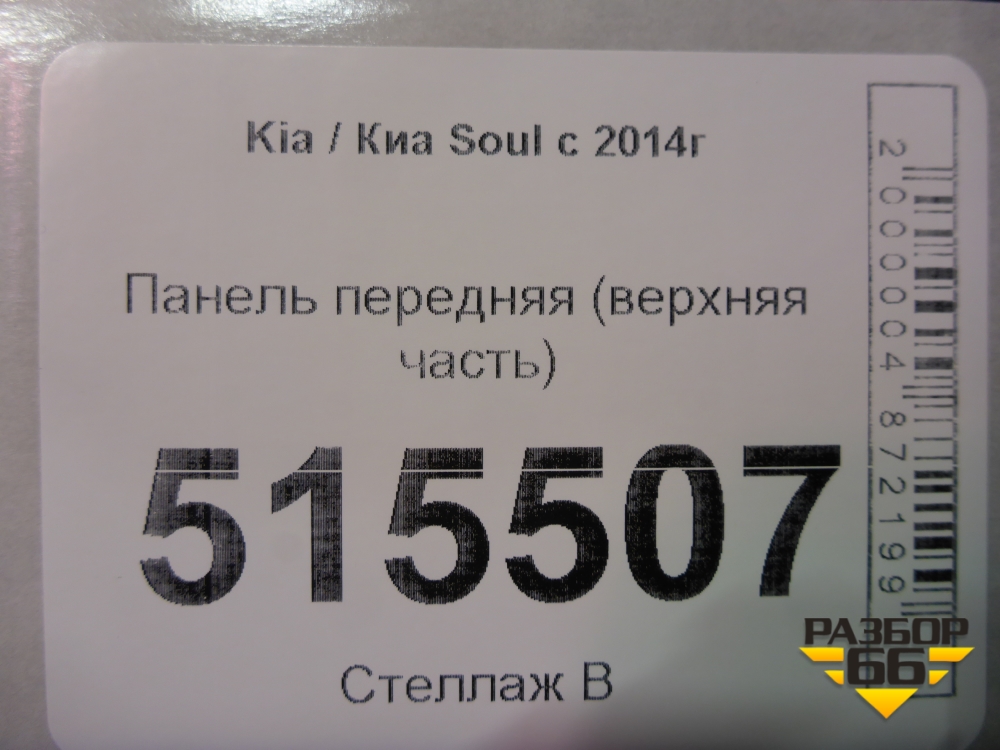 Kia / Киа Soul с 2014г
Панель передняя (верхняя
часть)
515507
Стеллаж В
2000004872199
РАЗБОР
66